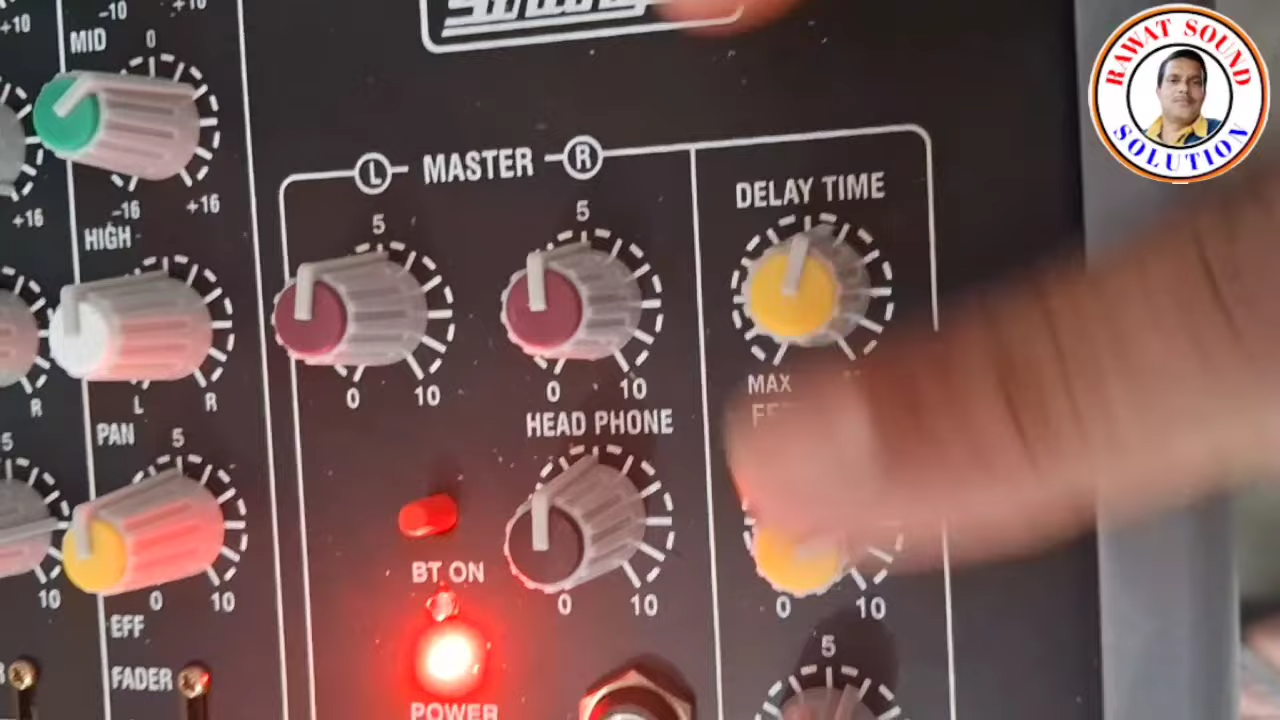 +10
-10
+10
MID
0
+16
-16
+16
HIGH
R
L
R
PAN
5
5
10
0
10
EFF
FADER
L MASTER R
5
5
0
10
0
10
HEAD PHONE
0
10
BT ON
POWER
DELAY TIME
MAX
0
10
5
RAWAT SOUND
SOLUTION